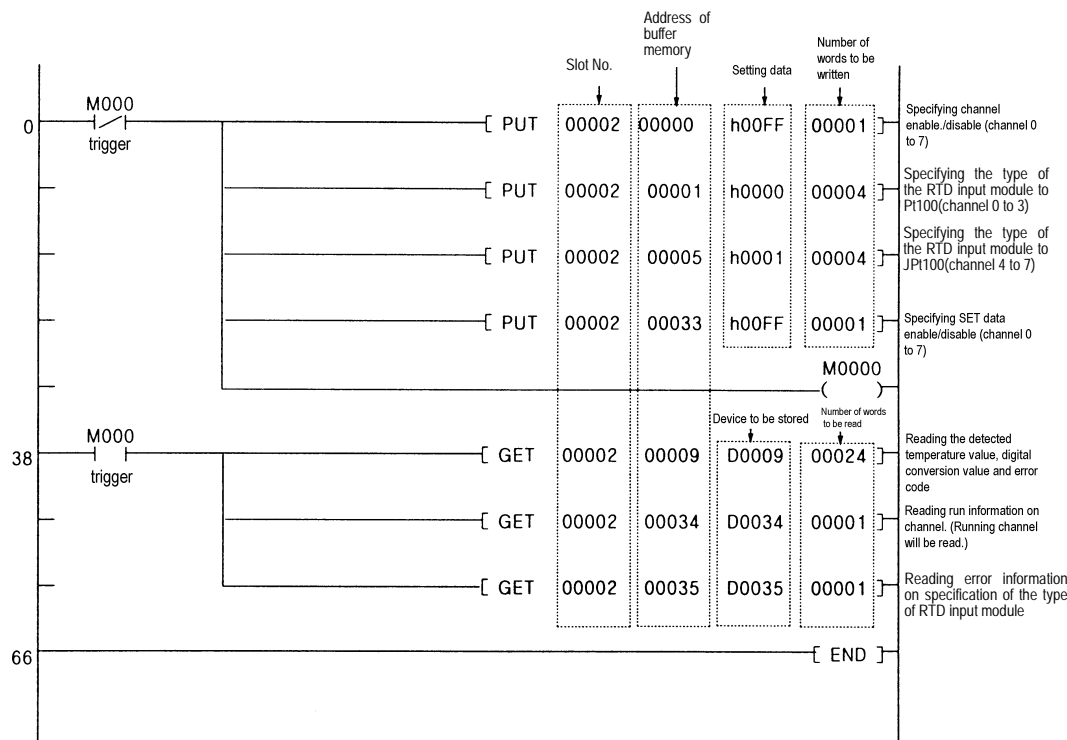 Address of
buffer
memory
Number of
words to be
written
Slot No.
Setting data
M000
0
trigger
[ PUT 00002 00000 h00FF 00001 ]
Specifying channel
enable./disable (channel 0
to 7)
[ PUT 00002 00001 h0000 00004 ]
Specifying the type of
the RTD input module to
Pt100(channel 0 to 3)
[ PUT 00002 00005 h0001 00004 ]
Specifying the type of
the RTD input module to
JPt100(channel 4 to 7)
[ PUT 00002 00033 h00FF 00001 ]
Specifying SET data
enable/disable (channel 0
to 7)
M0000
( )
Device to be stored
Number of words
to be read
M000
38
trigger
[ GET 00002 00009 D0009 00024 ]
Reading the detected
temperature value, digital
conversion value and error
code
[ GET 00002 00034 D0034 00001 ]
Reading run information on
channel. (Running channel
will be read.)
[ GET 00002 00035 D0035 00001 ]
Reading error information
on specification of the type
of RTD input module
66
[ END ]